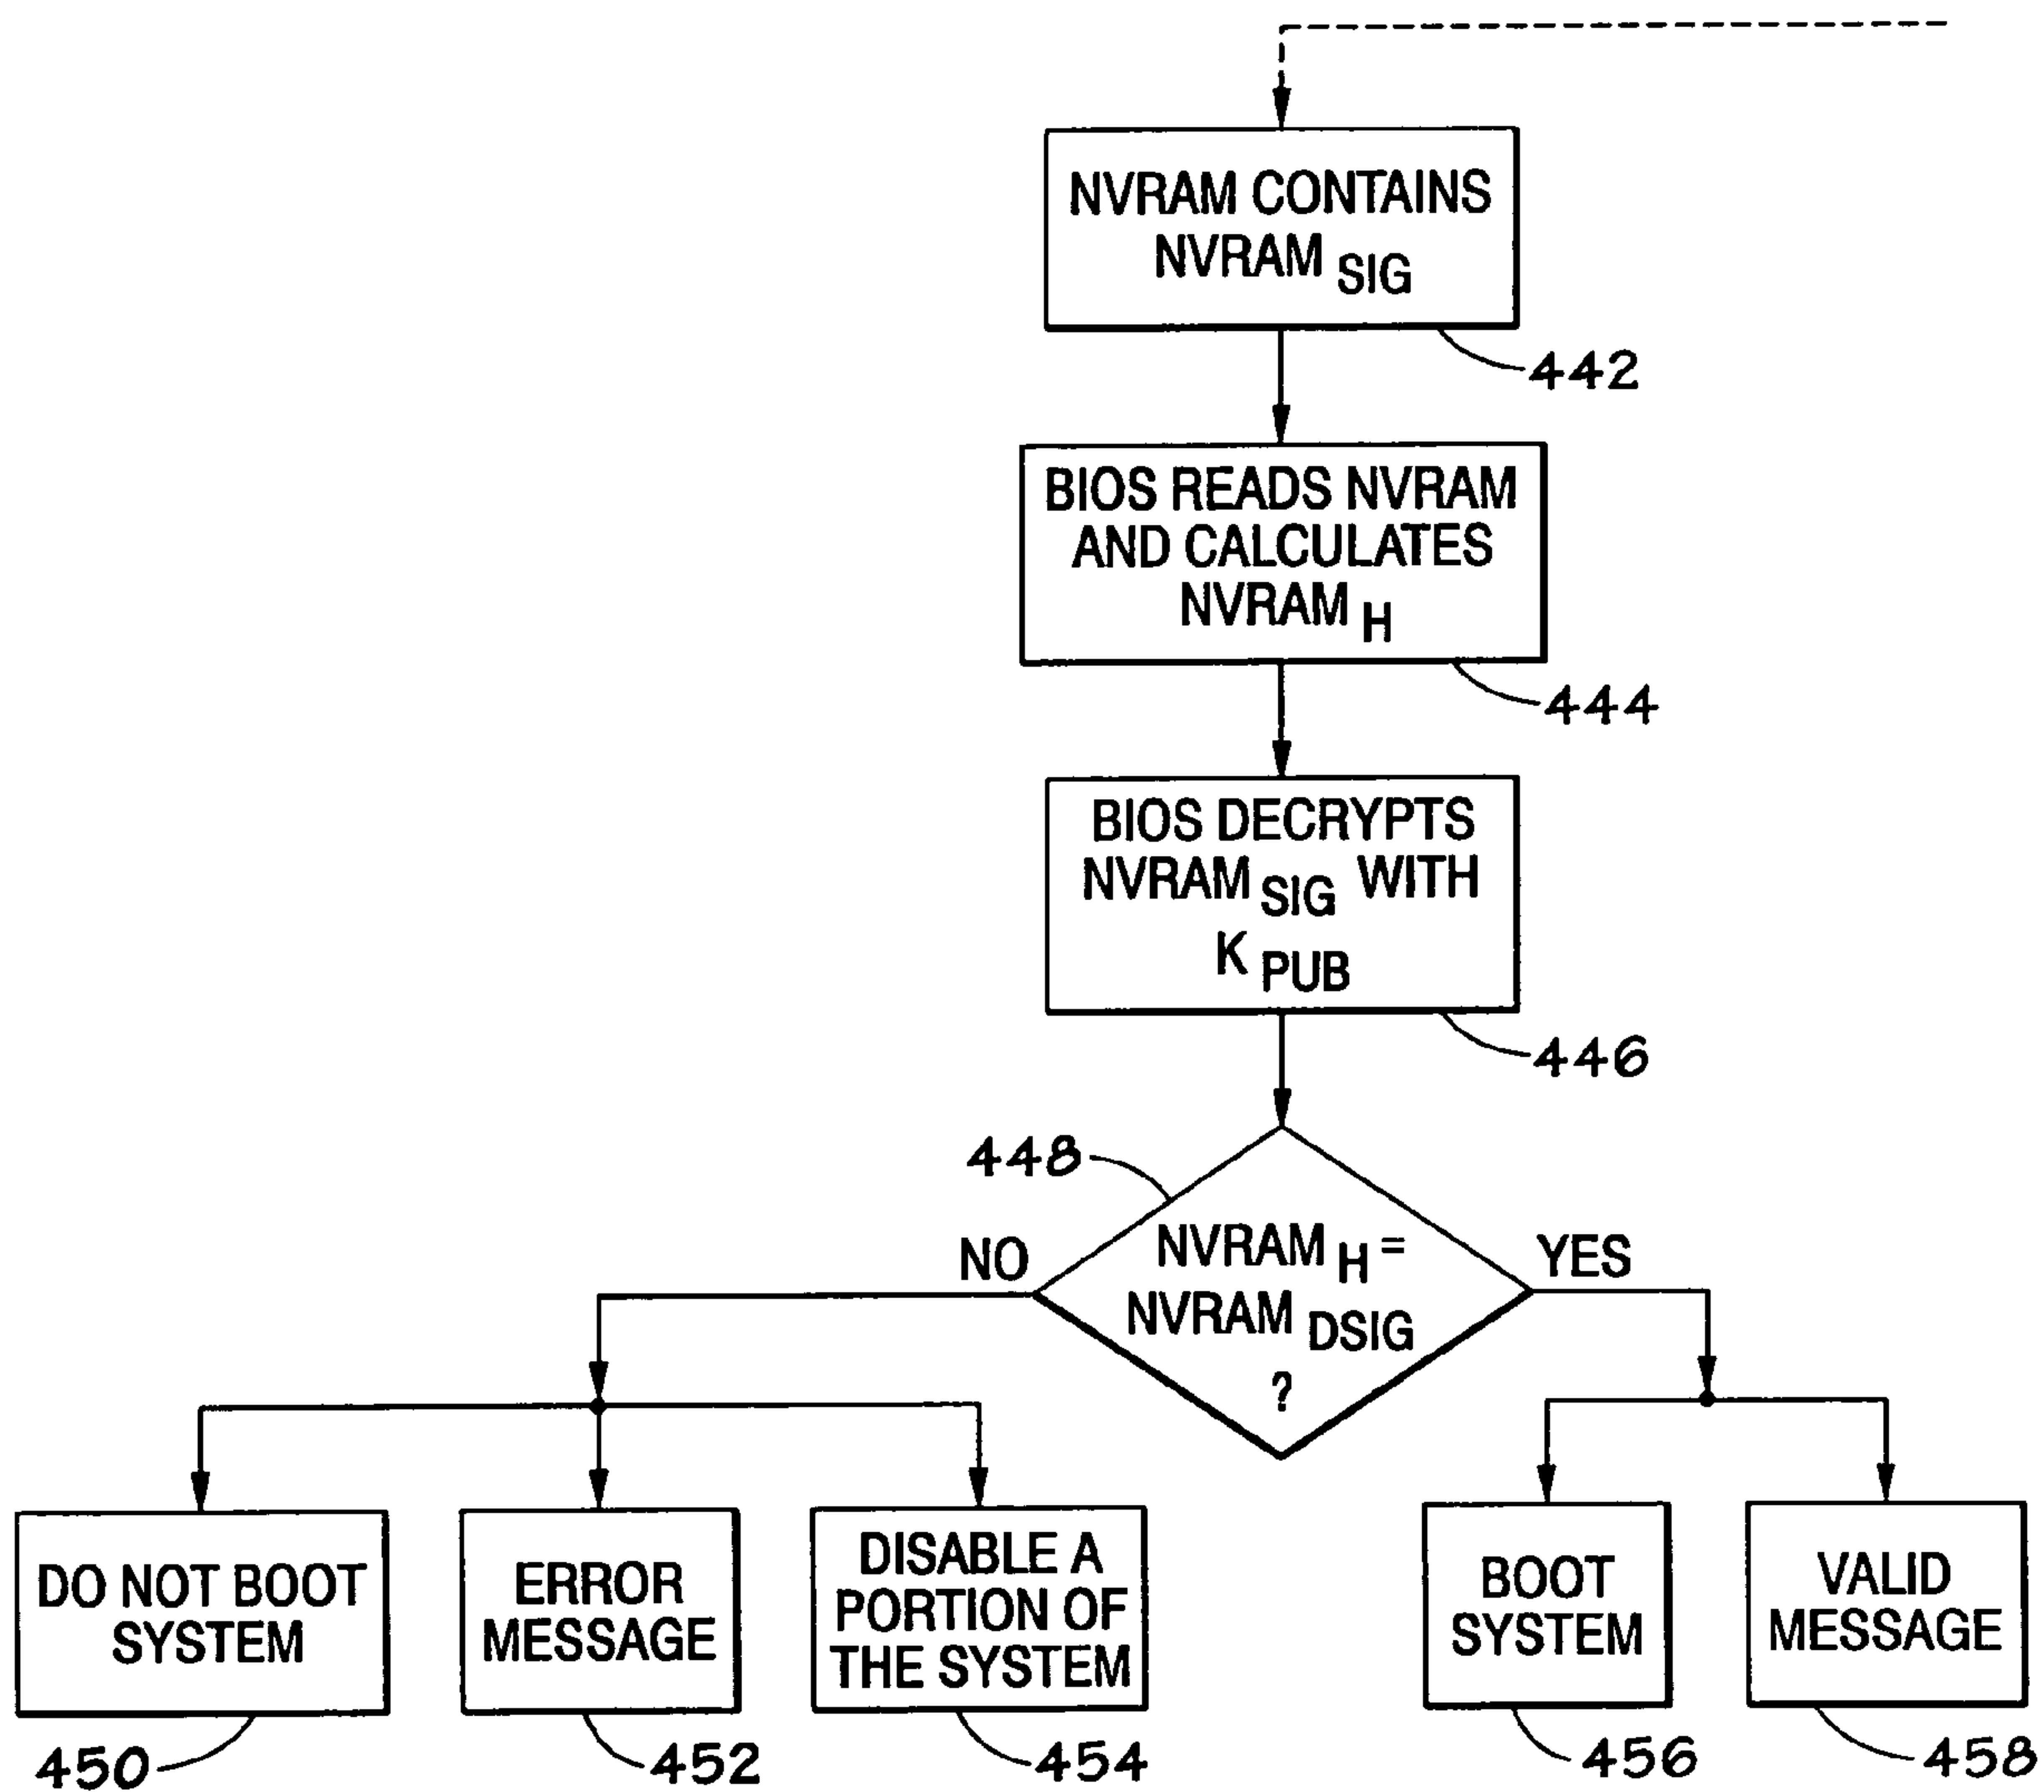 NVRAM CONTAINS
NVRAM SIG
442
BIOS READS NVRAM
AND CALCULATES
NVRAM H
444
BIOS DECRYPTS
NVRAM SIG WITH
K PUB
446
448
NO
YES
NVRAM H =
NVRAM DSIG
?
DO NOT BOOT
SYSTEM
450
ERROR
MESSAGE
452
DISABLE A
PORTION OF
THE SYSTEM
454
BOOT
SYSTEM
456
VALID
MESSAGE
458